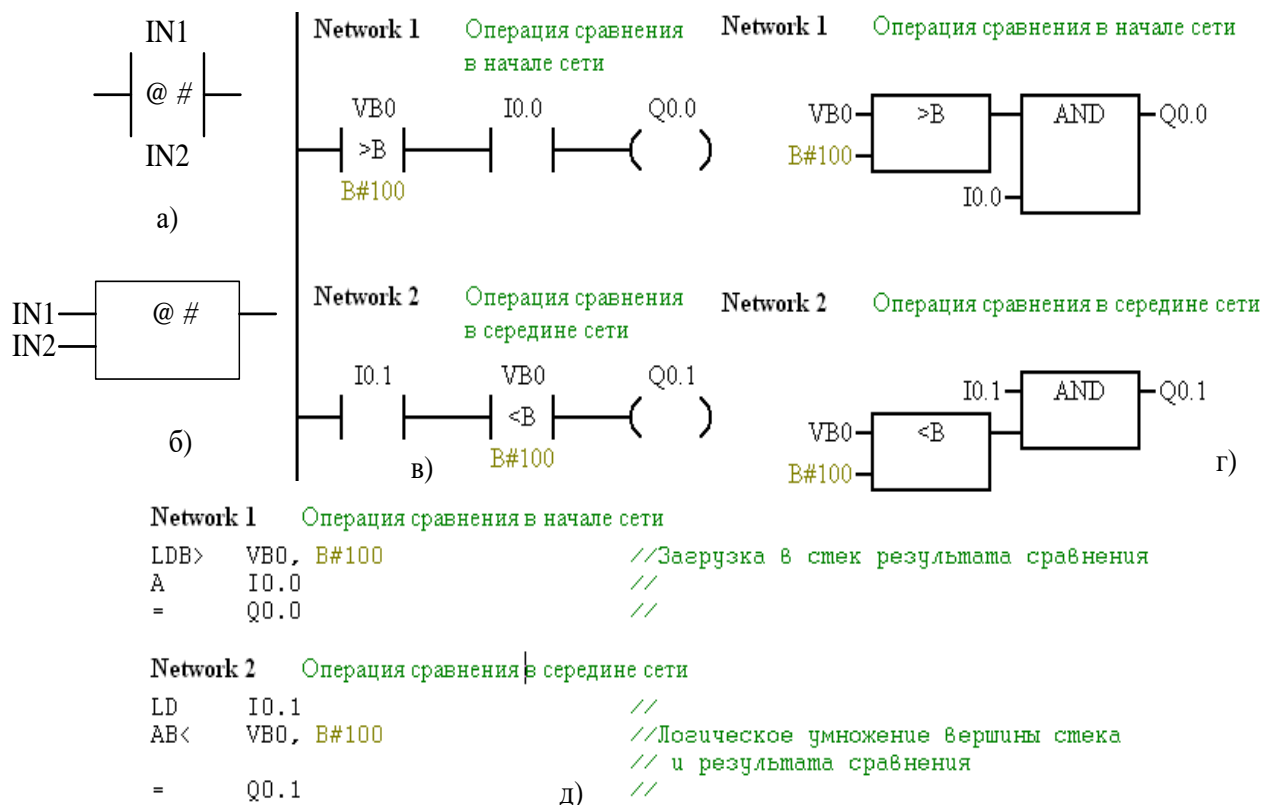 IN1
@ #
IN2
а)
IN1
IN2
@ #
б)
Network 1 Операция сравнения
в начале сети
VB0 I0.0 Q0.0
>B
B#100
Network 2 Операция сравнения
в середине сети
I0.1 VB0 Q0.1
<B
B#100
в)
Network 1 Операция сравнения в начале сети
VB0 >B AND Q0.0
B#100
I0.0
Network 2 Операция сравнения в середине сети
I0.1 AND Q0.1
VB0 <B
B#100
г)
Network 1 Операция сравнения в начале сети
LDB> VB0, B#100 //Загрузка в стек результата сравнения
A I0.0 //
= Q0.0 //
Network 2 Операция сравнения в середине сети
LD I0.1 //
AB< VB0, B#100 //Логическое умножение вершины стека
// и результата сравнения
= Q0.1 //
д)